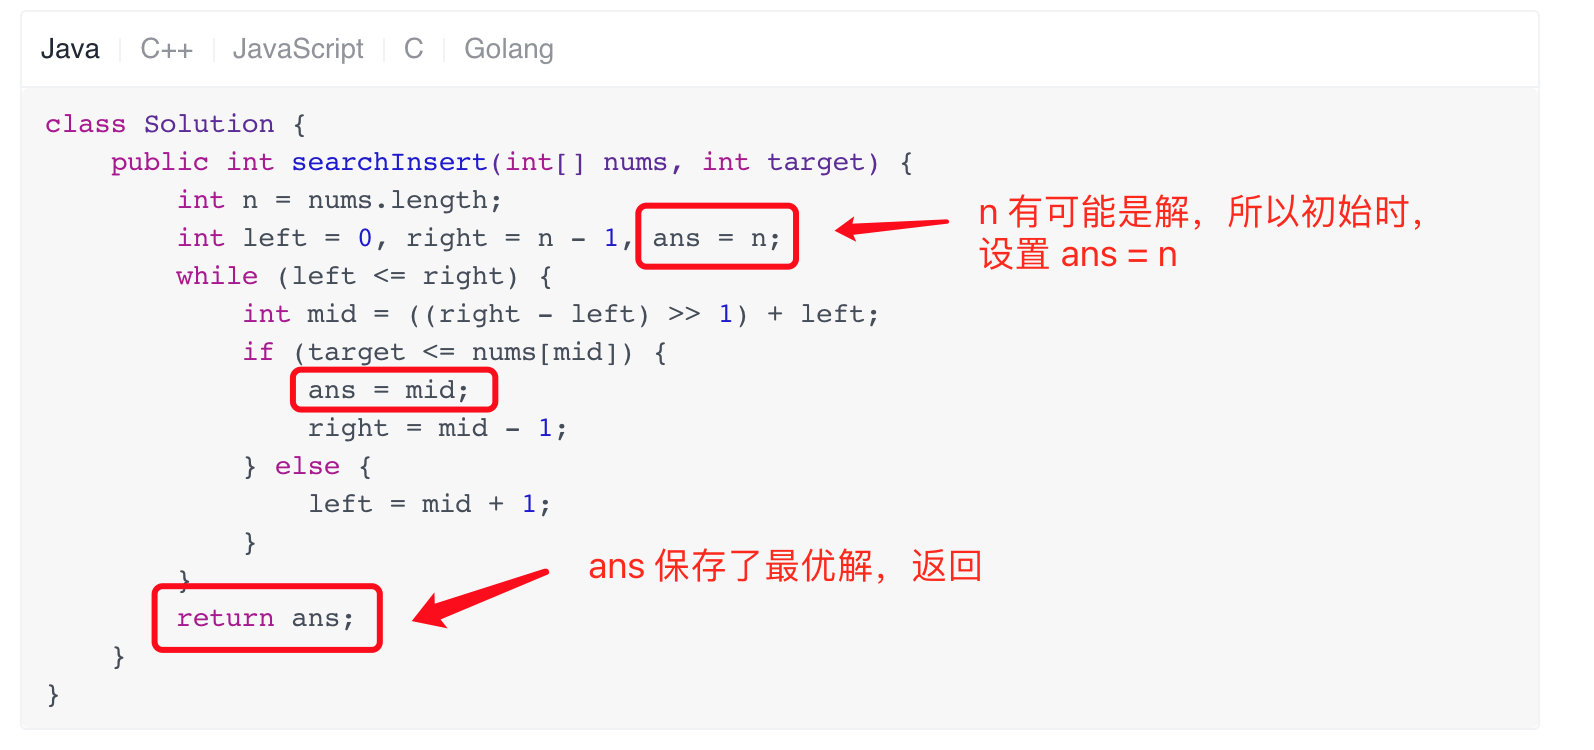 Java C++ JavaScript C Golang
class Solution {
    public int searchInsert(int[] nums, int target) {
        int n = nums.length;
        int left = 0, right = n - 1, ans = n;
        while (left <= right) {
            int mid = ((right - left) >> 1) + left;
            if (target <= nums[mid]) {
                ans = mid;
                right = mid - 1;
            } else {
                left = mid + 1;
            }
        }
        return ans;
    }
}
n 有可能是解，所以初始时，
设置 ans = n
ans 保存了最优解，返回